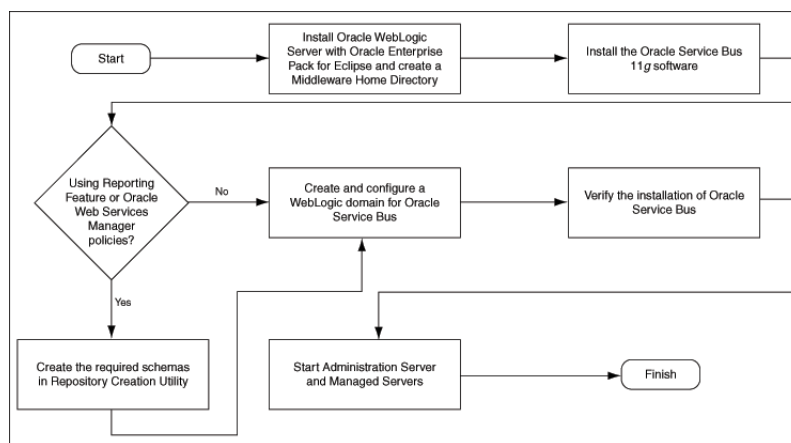 Start
Install Oracle WebLogic
Server with Oracle Enterprise
Pack for Eclipse and create a
Middleware Home Directory
Install the Oracle Service Bus
11g software
Using Reporting
Feature or Oracle
Web Services
Manager
policies?
No
Create and configure a
WebLogic domain for Oracle
Service Bus
Verify the installation of Oracle
Service Bus
Yes
Create the required schemas
in Repository Creation Utility
Start Administration Server
and Managed Servers
Finish